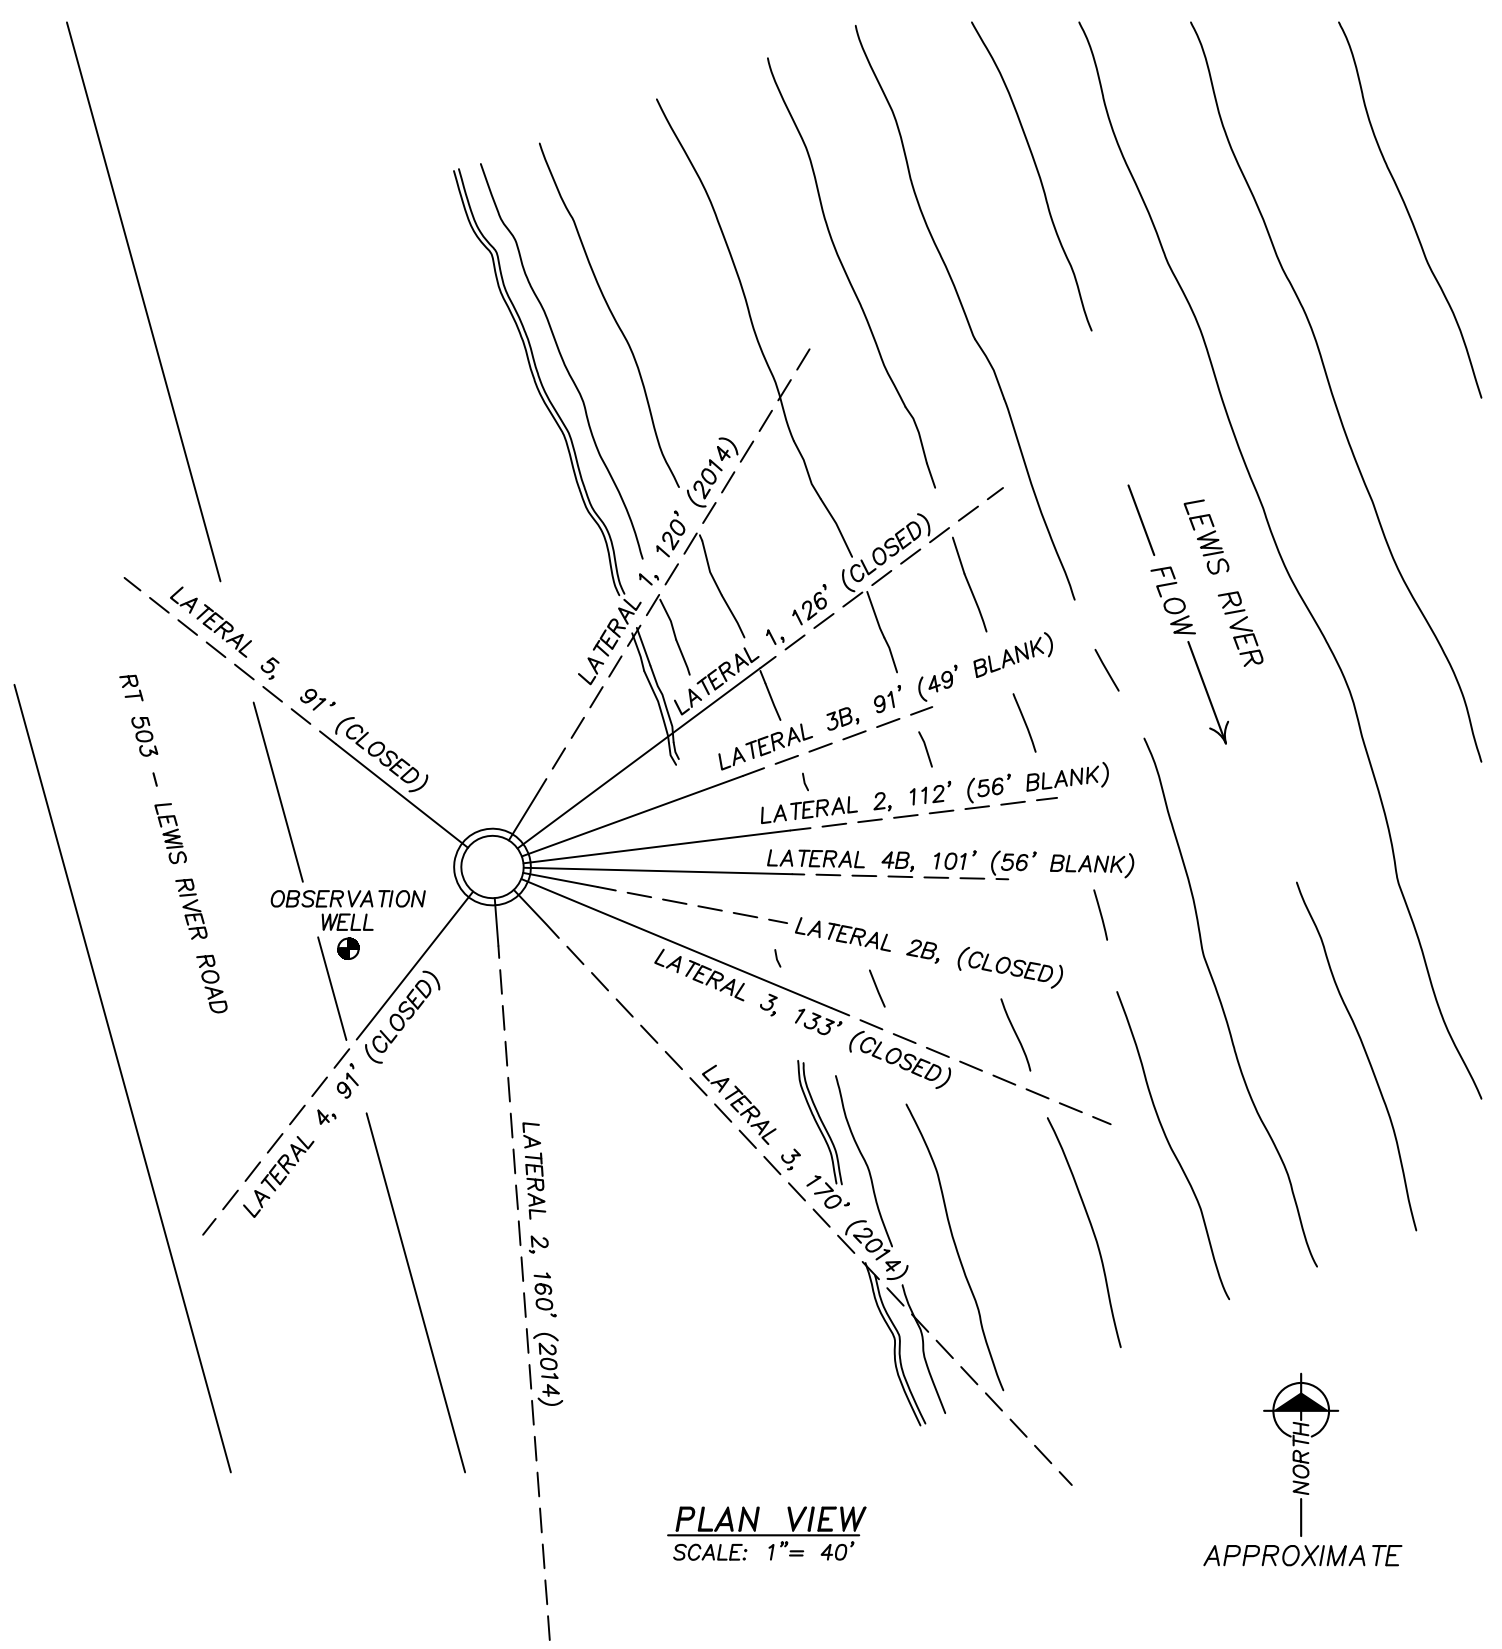 LATERAL 1, 120' (2014)
LATERAL 1, 126' (CLOSED)
LEWIS RIVER
FLOW
LATERAL 5, 91' (CLOSED)
LATERAL 3B, 91' (49' BLANK)
RT 503 - LEWIS RIVER ROAD
LATERAL 2, 112' (56' BLANK)
LATERAL 4B, 101' (56' BLANK)
OBSERVATION
WELL
LATERAL 2B, (CLOSED)
LATERAL 3, 133' (CLOSED)
LATERAL 4, 91' (CLOSED)
LATERAL 3, 170' (2014)
LATERAL 2, 160' (2014)
NORTH
APPROXIMATE
PLAN VIEW
SCALE: 1"= 40'